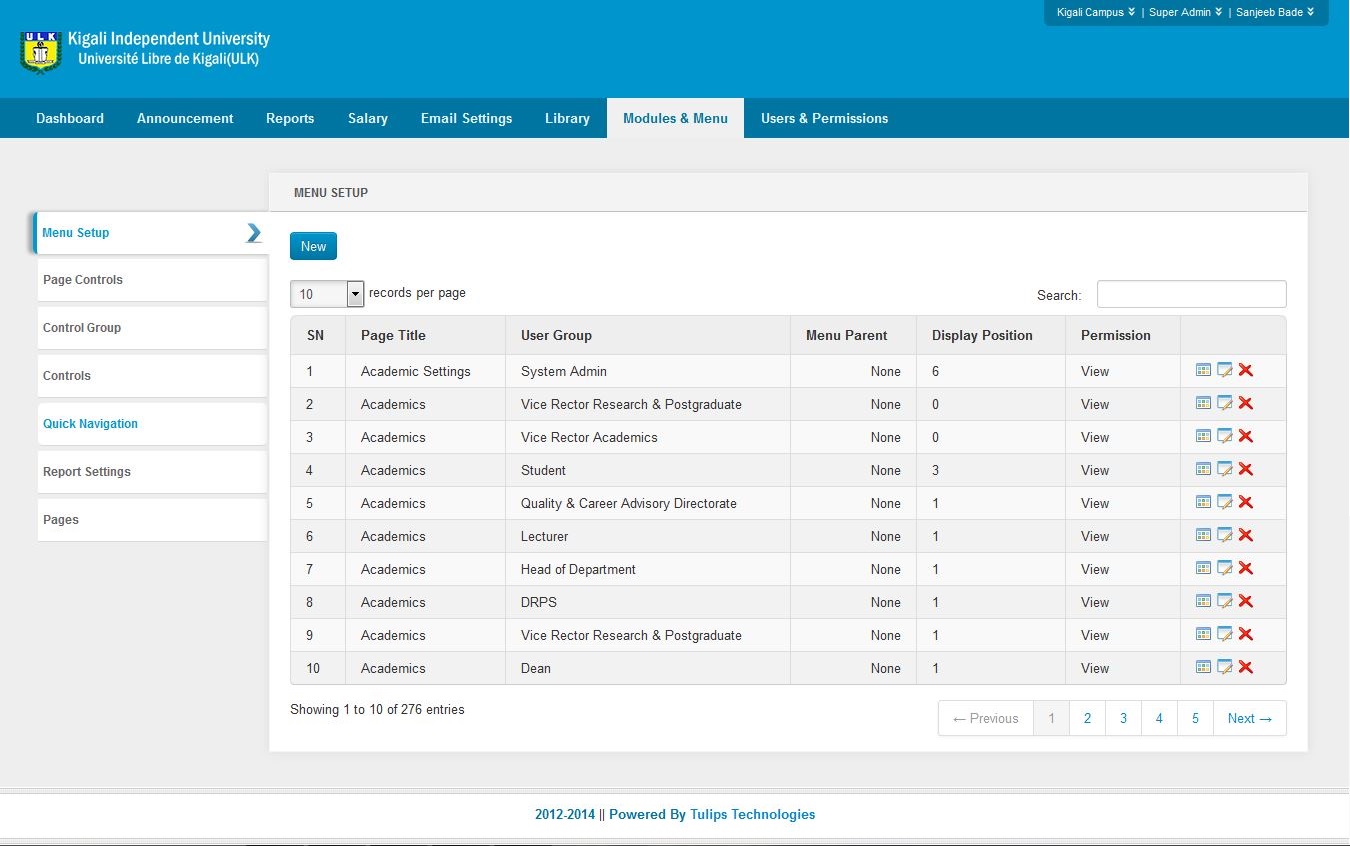 Kigali Campus | Super Admin | Sanjeeb Bade
ULK
Kigali Independent University
Université Libre de Kigali(ULK)
Dashboard Announcement Reports Salary Email Settings Library Modules & Menu Users & Permissions
MENU SETUP
Menu Setup
Page Controls
Control Group
Controls
Quick Navigation
Report Settings
Pages
New
10 records per page
Search:
SN Page Title User Group Menu Parent Display Position Permission
1 Academic Settings System Admin None 6 View
2 Academics Vice Rector Research & Postgraduate None 0 View
3 Academics Vice Rector Academics None 0 View
4 Academics Student None 3 View
5 Academics Quality & Career Advisory Directorate None 1 View
6 Academics Lecturer None 1 View
7 Academics Head of Department None 1 View
8 Academics DRPS None 1 View
9 Academics Vice Rector Research & Postgraduate None 1 View
10 Academics Dean None 1 View
Showing 1 to 10 of 276 entries
← Previous 1 2 3 4 5 Next →
2012-2014 || Powered By Tulips Technologies